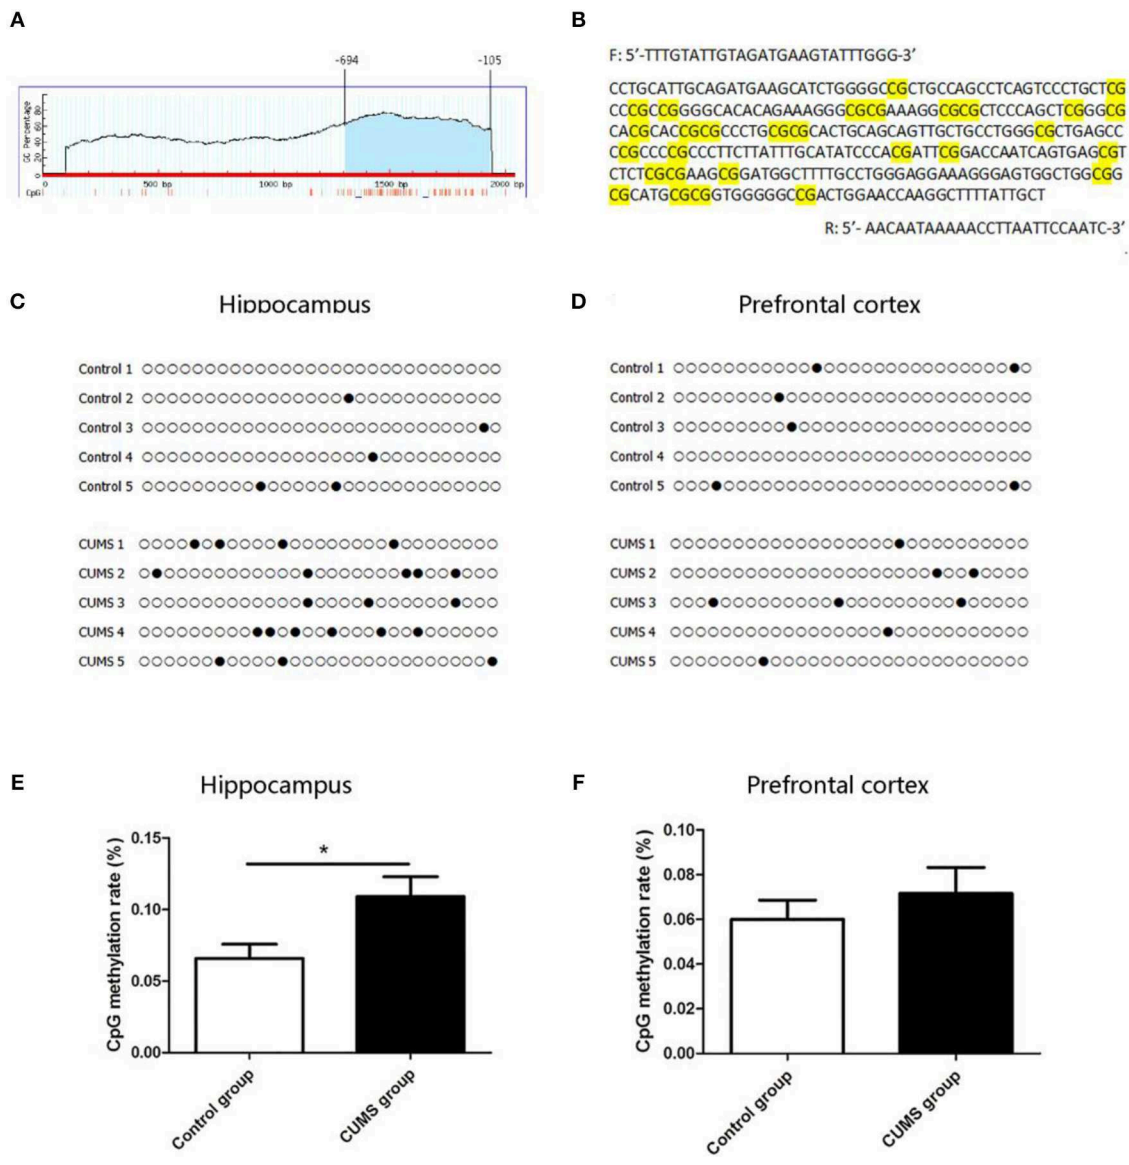 A
-694
-105
GC Percentage
80
60
40
20
0
0
500 bp
1000 bp
1500 bp
2000 bp
CpG
B
F: 5’-TTTGTATTGTAGATGAAGTATTTGGG-3’
CCTGCATTGCAGATGAAGCATCTGGGGCCGCTGCCAGCCTCAGTCCCTGCTCG
CCCGCCGGGGCACACAGAAAGGGCGCGAAAGGCGCGCTCCCAGCTCGGGCG
CACGCACCGCGCCCTGCGCGCACTGCAGCAGTTGCTGCCTGGGCGCTGAGCC
CCGCCCCGCCCTTCTTATTTGCATATCCCACGATTCGGACCAATCAGTGAGCGT
CTCTCGCGAAGCGGATGGCTTTTGCCTGGGAGGAAAGGGAGTGGCTGGCGG
CGCATGCGCGGTGGGGGCCGACTGGAACCAAGGCTTTTATTGCT
R: 5’- AACAATAAAAACCTTAATTCCAATC-3’
C
Hippocampus
Control 1
Control 2
Control 3
Control 4
Control 5
CUMS 1
CUMS 2
CUMS 3
CUMS 4
CUMS 5
D
Prefrontal cortex
Control 1
Control 2
Control 3
Control 4
Control 5
CUMS 1
CUMS 2
CUMS 3
CUMS 4
CUMS 5
E
Hippocampus
CpG methylation rate (%)
0.15
0.10
0.05
0.00
*
Control group
CUMS group
F
Prefrontal cortex
CpG methylation rate (%)
0.10
0.08
0.06
0.04
0.02
0.00
Control group
CUMS group